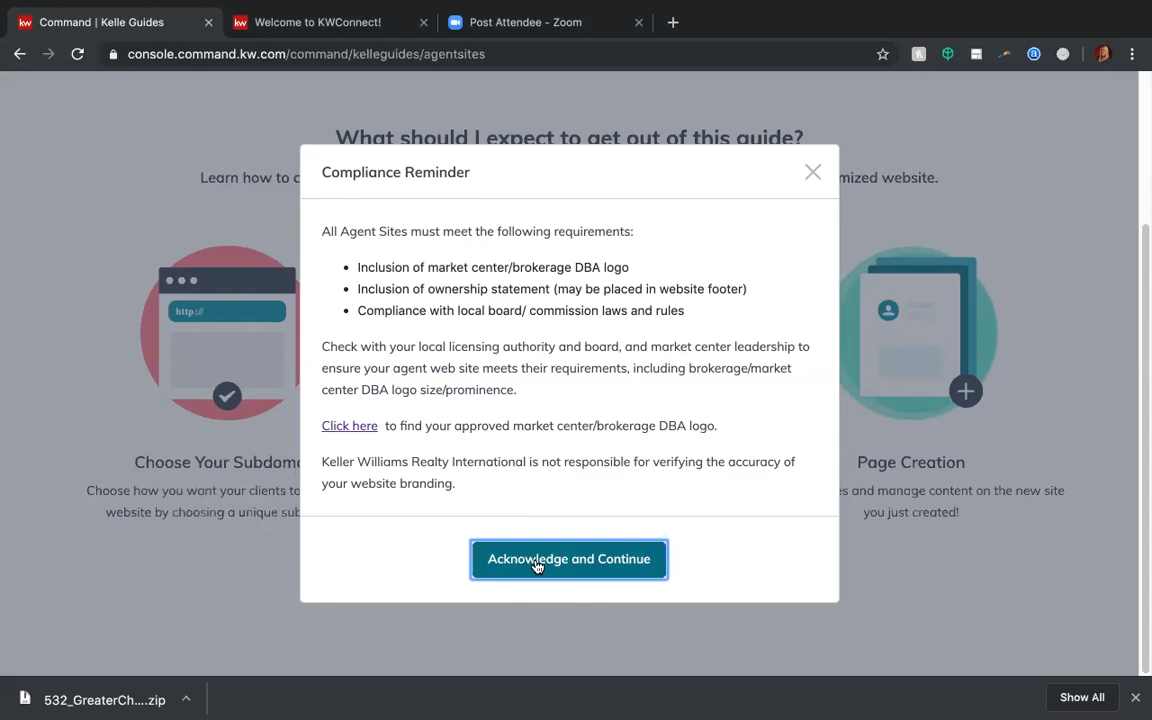 Command | Kelle Guides
Welcome to KWConnect!
Post Attendee - Zoom
console.command.kw.com/command/kelleguides/agentsites
What should I expect to get out of this guide?
Learn how to c
mized website.
Compliance Reminder
All Agent Sites must meet the following requirements:
• Inclusion of market center/brokerage DBA logo
• Inclusion of ownership statement (may be placed in website footer)
• Compliance with local board/ commission laws and rules
Check with your local licensing authority and board, and market center leadership to
ensure your agent web site meets their requirements, including brokerage/market
center DBA logo size/prominence.
Click here to find your approved market center/brokerage DBA logo.
Keller Williams Realty International is not responsible for verifying the accuracy of
your website branding.
Acknowledge and Continue
http://
Choose Your Subdoma
Choose how you want your clients to
website by choosing a unique sub
Page Creation
es and manage content on the new site
you just created!
532_GreaterCh....zip
Show All